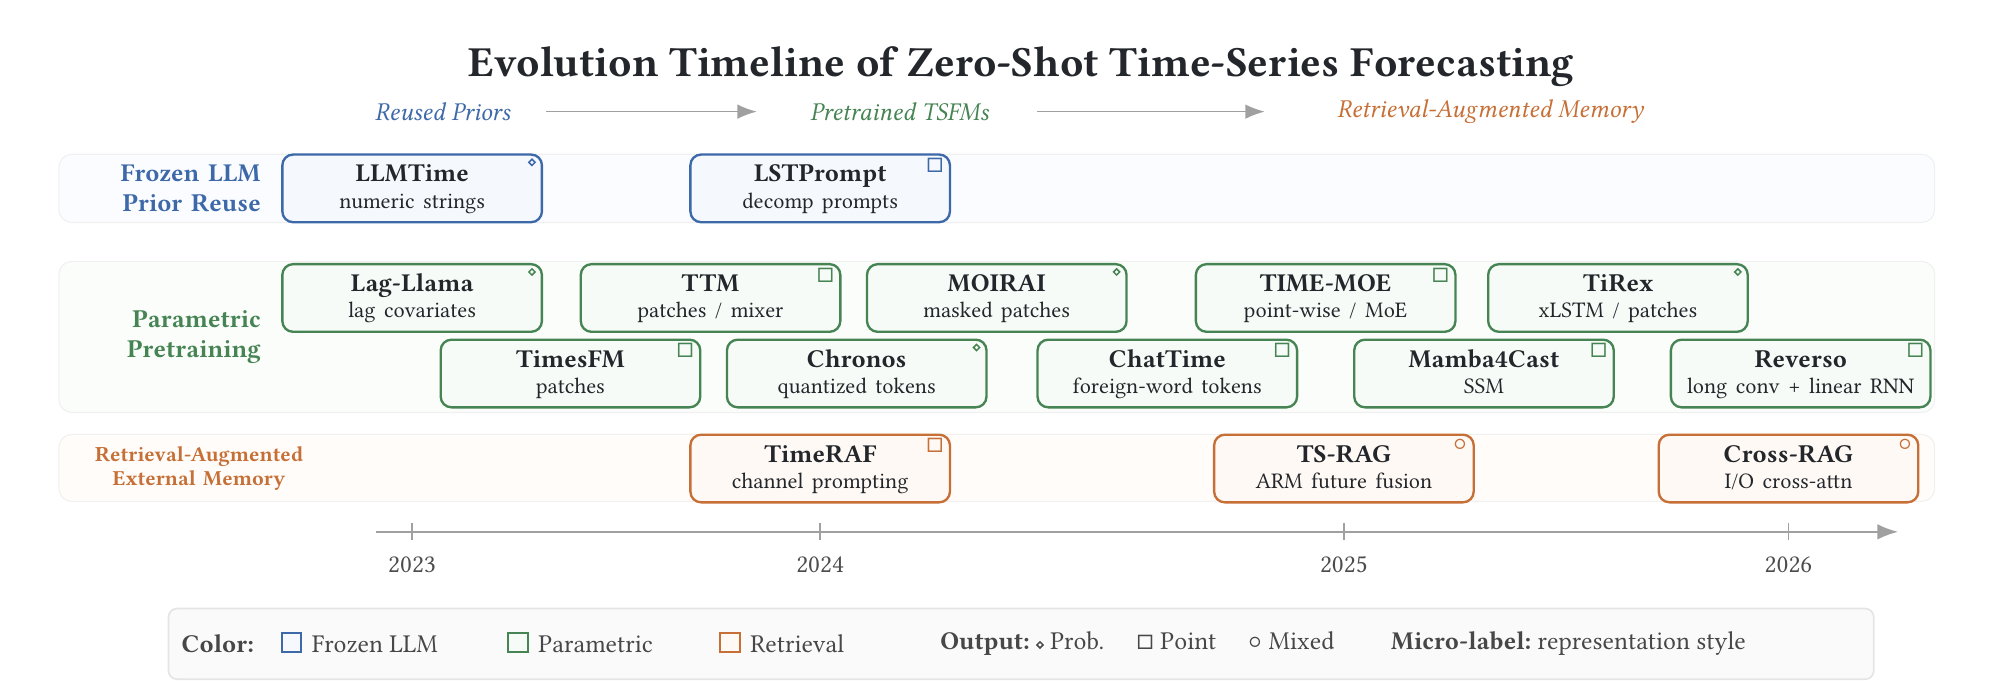 Evolution Timeline of Zero-Shot Time-Series Forecasting
Reused Priors
Pretrained TSFMs
Retrieval-Augmented Memory
Frozen LLM
Prior Reuse
LLMTime
numeric strings
LSTPrompt
decomp prompts
Parametric
Pretraining
Lag-Llama
lag covariates
TTM
patches / mixer
MOIRAI
masked patches
TIME-MOE
point-wise / MoE
TiRex
xLSTM / patches
TimesFM
patches
Chronos
quantized tokens
ChatTime
foreign-word tokens
Mamba4Cast
SSM
Reverso
long conv + linear RNN
Retrieval-Augmented
External Memory
TimeRAF
channel prompting
TS-RAG
ARM future fusion
Cross-RAG
I/O cross-attn
2023
2024
2025
2026
Color: Frozen LLM Parametric Retrieval Output: Prob. Point Mixed Micro-label: representation style